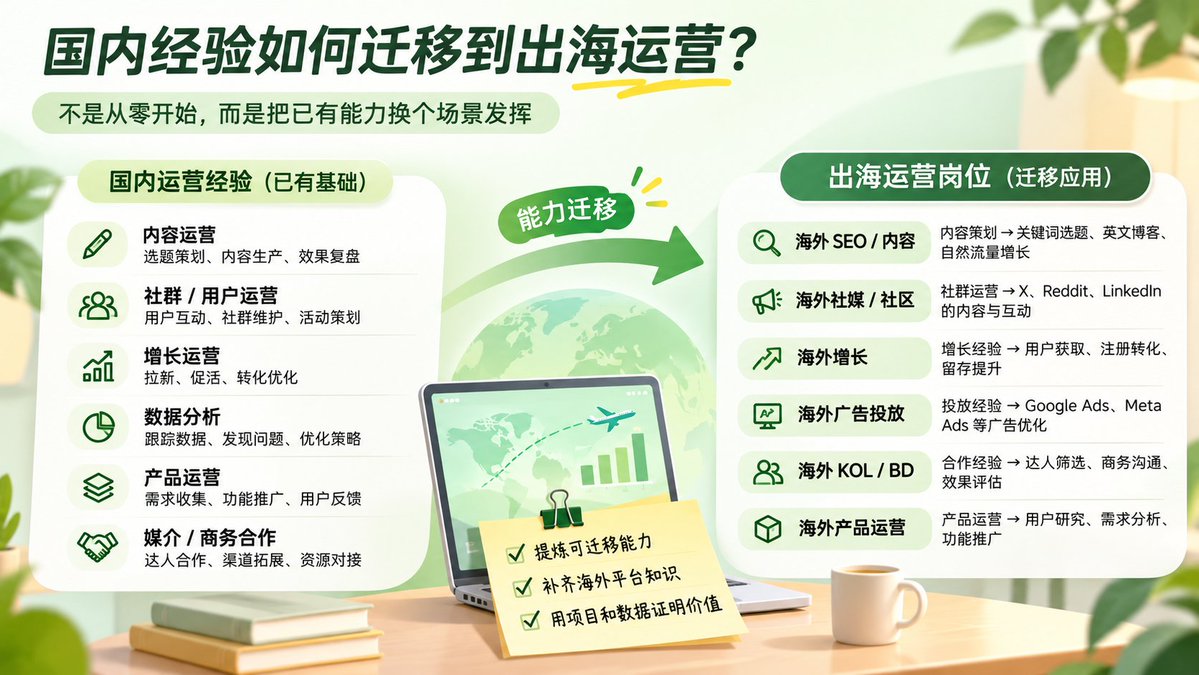 国内经验如何迁移到出海运营？
不是从零开始，而是把已有能力换个场景发挥
国内运营经验（已有基础）
内容运营
选题策划、内容生产、效果复盘
社群 / 用户运营
用户互动、社群维护、活动策划
增长运营
拉新、促活、转化优化
数据分析
跟踪数据、发现问题、优化策略
产品运营
需求收集、功能推广、用户反馈
媒介 / 商务合作
达人合作、渠道拓展、资源对接
能力迁移
提炼可迁移能力
补齐海外平台知识
用项目和数据证明价值
出海运营岗位（迁移应用）
海外 SEO / 内容
内容策划 → 关键词选题、英文博客、
自然流量增长
海外社媒 / 社区
社群运营 → X、Reddit、LinkedIn
的内容与互动
海外增长
增长经验 → 用户获取、注册转化、
留存提升
海外广告投放
投放经验 → Google Ads、Meta
Ads 等广告优化
海外 KOL / BD
合作经验 → 达人筛选、商务沟通、
效果评估
海外产品运营
产品运营 → 用户研究、需求分析、
功能推广